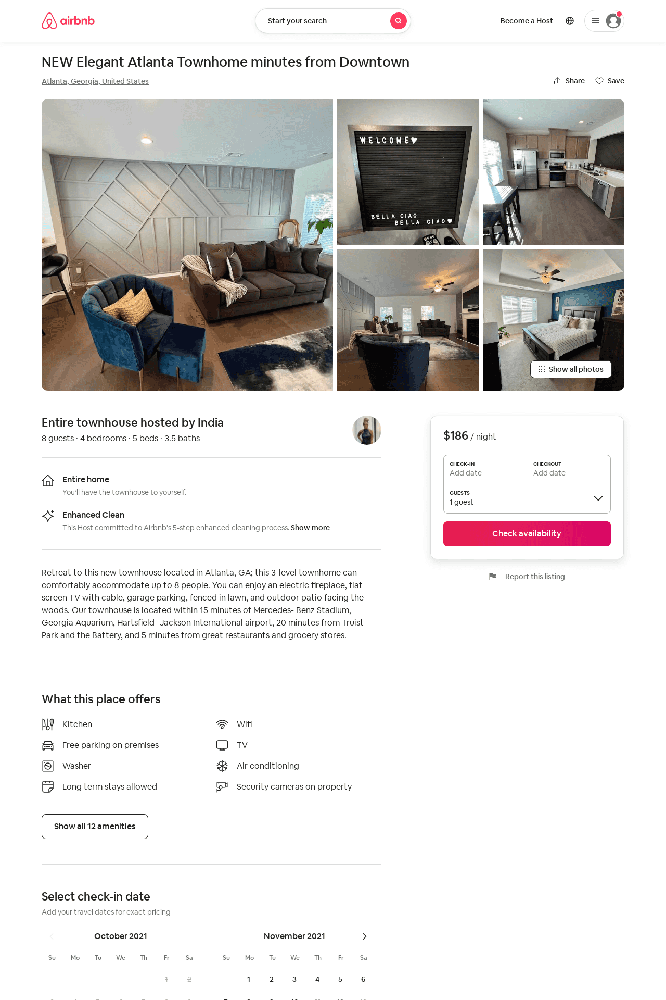 airbnb
Start your search
Become a Host
NEW Elegant Atlanta Townhome minutes from Downtown
Atlanta, Georgia, United States
Share
Save
WELCOME♥
BELLA CIAO
BELLA CIAO♥
Show all photos
Entire townhouse hosted by India
8 guests · 4 bedrooms · 5 beds · 3.5 baths
Entire home
You’ll have the townhouse to yourself.
Enhanced Clean
This Host committed to Airbnb's 5-step enhanced cleaning process. Show more
$186 / night
CHECK-IN
Add date
CHECKOUT
Add date
GUESTS
1 guest
Check availability
Report this listing
Retreat to this new townhouse located in Atlanta, GA; this 3-level townhome can
comfortably accommodate up to 8 people. You can enjoy an electric fireplace, flat
screen TV with cable, garage parking, fenced in lawn, and outdoor patio facing the
woods. Our townhouse is located within 15 minutes of Mercedes- Benz Stadium,
Georgia Aquarium, Hartsfield- Jackson International airport, 20 minutes from Truist
Park and the Battery, and 5 minutes from great restaurants and grocery stores.
What this place offers
Kitchen
Wifi
Free parking on premises
TV
Washer
Air conditioning
Long term stays allowed
Security cameras on property
Show all 12 amenities
Select check-in date
Add your travel dates for exact pricing
October 2021
November 2021
Su Mo Tu We Th Fr Sa
Su Mo Tu We Th Fr Sa
1 2
1 2 3 4 5 6